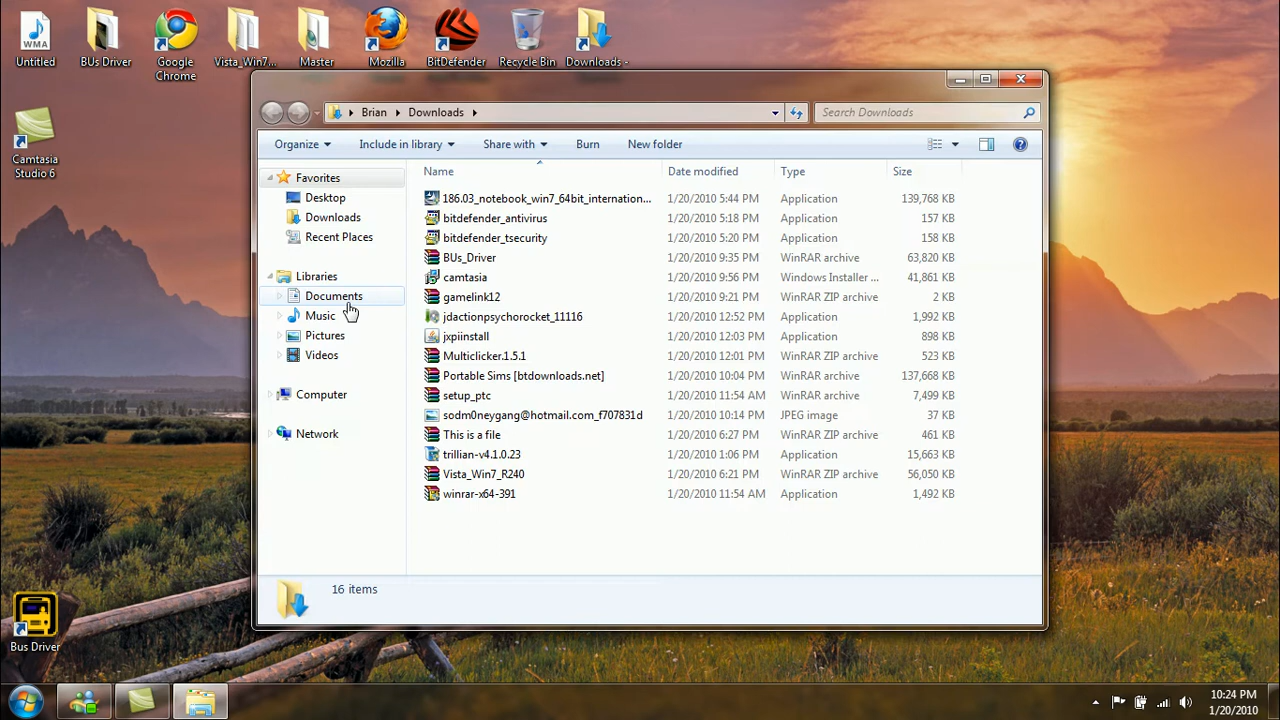 WMA
Untitled
BUs Driver
Google
Chrome
Vista_Win7...
Master
Mozilla
BitDefender
Recycle Bin
Downloads -
Camtasia
Studio 6
Bus Driver
Brian Downloads
Search Downloads
Organize Include in library Share with Burn New folder
Favorites
Desktop
Downloads
Recent Places
Libraries
Documents
Music
Pictures
Videos
Computer
Network
Name Date modified Type Size
186.03_notebook_win7_64bit_internation... 1/20/2010 5:44 PM Application 139,768 KB
bitdefender_antivirus 1/20/2010 5:18 PM Application 157 KB
bitdefender_tsecurity 1/20/2010 5:20 PM Application 158 KB
BUs_Driver 1/20/2010 9:35 PM WinRAR archive 63,820 KB
camtasia 1/20/2010 9:56 PM Windows Installer ... 41,861 KB
gamelink12 1/20/2010 9:21 PM WinRAR ZIP archive 2 KB
jdactionpsychorocket_11116 1/20/2010 12:52 PM Application 1,992 KB
jxpiinstall 1/20/2010 12:03 PM Application 898 KB
Multiclicker.1.5.1 1/20/2010 12:01 PM WinRAR ZIP archive 523 KB
Portable Sims [btdownloads.net] 1/20/2010 10:04 PM WinRAR archive 137,668 KB
setup_ptc 1/20/2010 11:54 AM WinRAR archive 7,499 KB
sodm0neygang@hotmail.com_f707831d 1/20/2010 10:14 PM JPEG image 37 KB
This is a file 1/20/2010 6:27 PM WinRAR ZIP archive 461 KB
trillian-v4.1.0.23 1/20/2010 1:06 PM Application 15,663 KB
Vista_Win7_R240 1/20/2010 6:21 PM WinRAR ZIP archive 56,050 KB
winrar-x64-391 1/20/2010 11:54 AM Application 1,492 KB
16 items
10:24 PM
1/20/2010